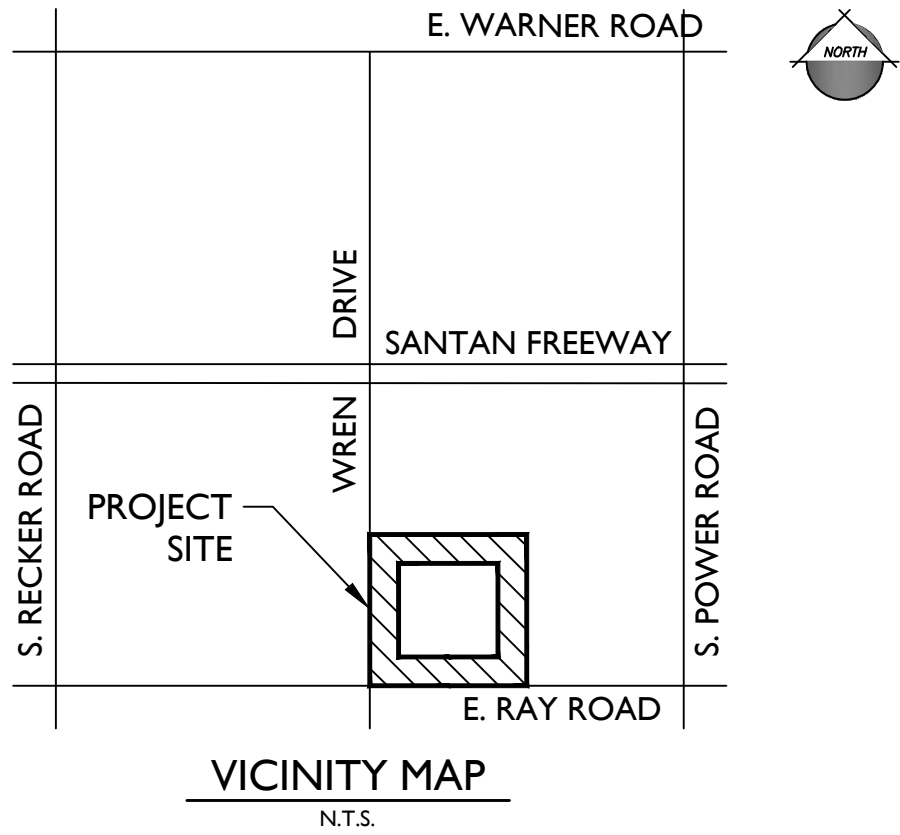 E. WARNER ROAD
NORTH
DRIVE
SANTAN FREEWAY
WREN
S. RECKER ROAD
S. POWER ROAD
PROJECT
SITE
E. RAY ROAD
VICINITY MAP
N.T.S.